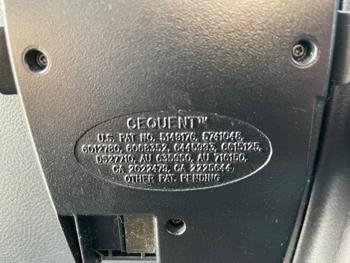 CEQUENT™
U.S. PAT NO. 5149176, 5741048,
6012780, 6068352, 6445993, 6615125,
D527710, AU 635950, AU 716150,
CA 2022479, CA 2225644
OTHER PAT. PENDING